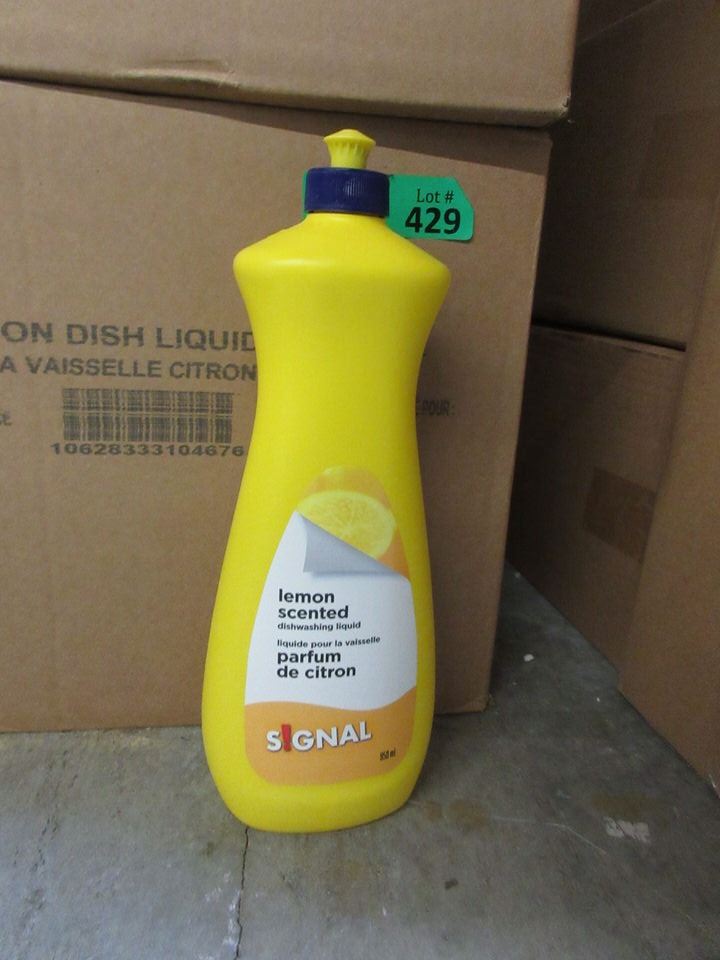 Lot #
429
ON DISH LIQUID
A VAISSELLE CITRON
POUR:
10628333104676
lemon
scented
dishwashing liquid
liquide pour la vaisselle
parfum
de citron
S!GNAL
950 ml